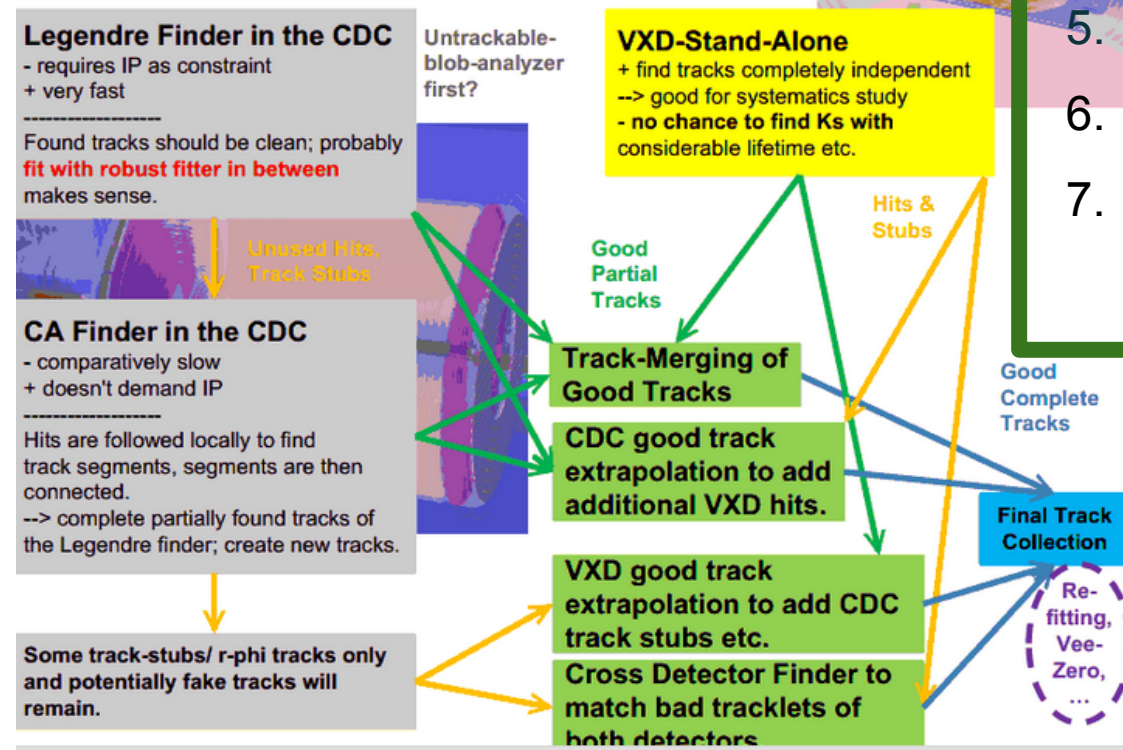 Legendre Finder in the CDC
- requires IP as constraint
+ very fast
-------------------
Found tracks should be clean; probably
fit with robust fitter in between
makes sense.
Untrackable-
blob-analyzer
first?
VXD-Stand-Alone
+ find tracks completely independent
--> good for systematics study
- no chance to find Ks with
considerable lifetime etc.
5.
6.
7.
Unused Hits,
Track Stubs
Good
Partial
Tracks
Hits &
Stubs
CA Finder in the CDC
- comparatively slow
+ doesn't demand IP
-------------------
Hits are followed locally to find
track segments, segments are then
connected.
--> complete partially found tracks of
the Legendre finder; create new tracks.
Track-Merging of
Good Tracks
CDC good track
extrapolation to add
additional VXD hits.
Good
Complete
Tracks
Final Track
Collection
Some track-stubs/ r-phi tracks only
and potentially fake tracks will
remain.
VXD good track
extrapolation to add CDC
track stubs etc.
Cross Detector Finder to
match bad tracklets of
both detectors
Re-
fitting,
Vee-
Zero,
...